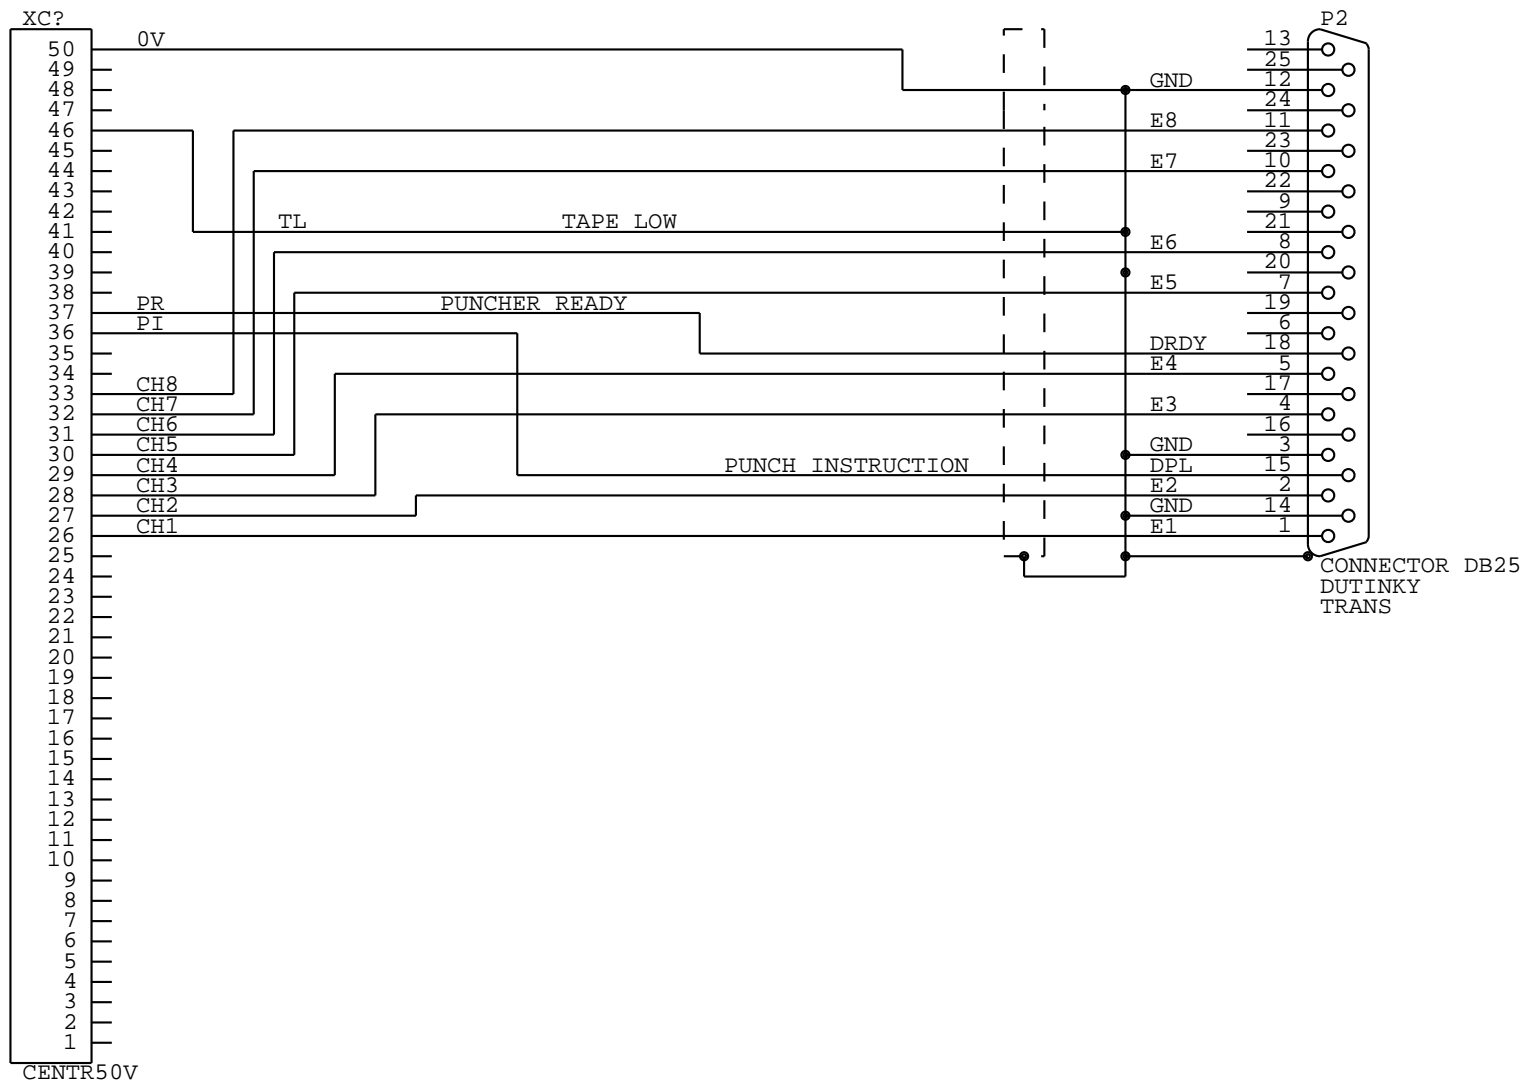 XC?
P2
50 0V 13
49 25
48 GND 12
47 24
46 E8 11
45 23
44 E7 10
43 22
42 9
41 TL TAPE LOW 21
40 E6 8
39 20
38 E5 7
37 PR PUNCHER READY 19
36 PI 6
35 DRDY 18
34 E4 5
33 CH8 17
32 CH7 E3 4
31 CH6 16
30 CH5 GND 3
29 CH4 PUNCH INSTRUCTION DPL 15
28 CH3 E2 2
27 CH2 GND 14
26 CH1 E1 1
25
CONNECTOR DB25
24
DUTINKY
23
TRANS
22
21
20
19
18
17
16
15
14
13
12
11
10
9
8
7
6
5
4
3
2
1
CENTR50V